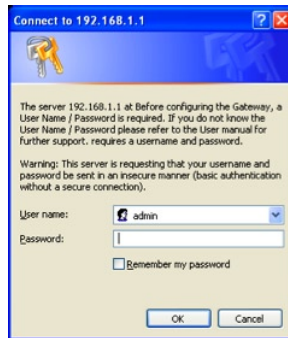 Connect to 192.168.1.1
The server 192.168.1.1 at Before configuring the Gateway, a
User Name / Password is required. If you do not know the
User Name / Password please refer to the User manual for
further support. requires a username and password.
Warning: This server is requesting that your username and
password be sent in an insecure manner (basic authentication
without a secure connection).
User name:
admin
Password:
Remember my password
OK
Cancel